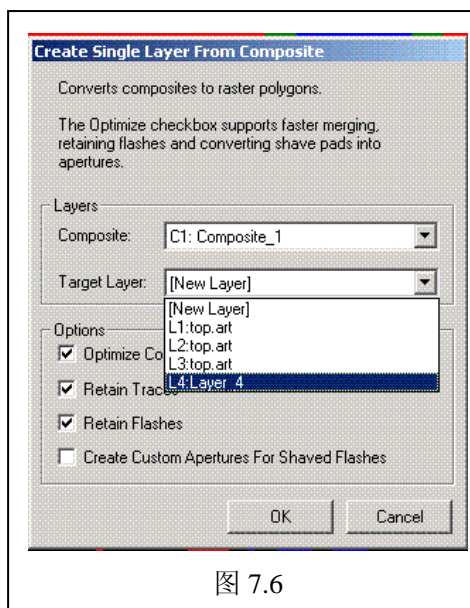 Create Single Layer From Composite
Converts composites to raster polygons.
The Optimize checkbox supports faster merging,
retaining flashes and converting shave pads into
apertures.
Layers
Composite: C1: Composite_1
Target Layer: [New Layer]
[New Layer]
L1:top.art
L2:top.art
L3:top.art
L4:Layer_4
Options
Optimize Co
Retain Traces
Retain Flashes
Create Custom Apertures For Shaved Flashes
OK Cancel
图 7.6